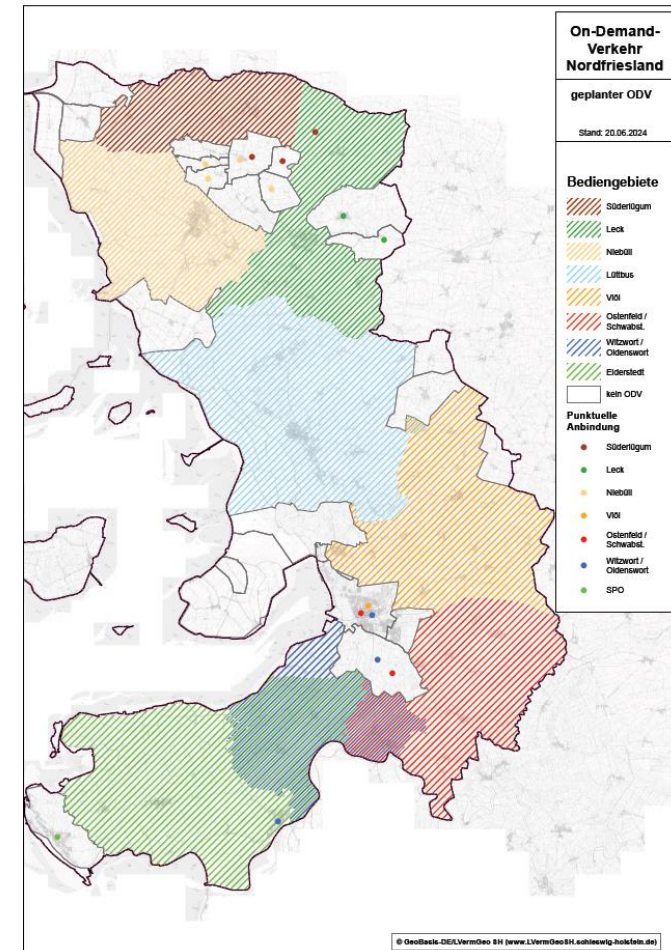 On-Demand-
Verkehr
Nordfriesland
geplanter ODV
Stand: 20.06.2024
Bediengebiete
Süderlügum
Leck
Niebüll
Lüttbus
Viöl
Ostenfeld /
Schwabst.
Witzwort /
Oldenswort
Eiderstedt
kein ODV
Punktuelle
Anbindung
Süderlügum
Leck
Niebüll
Viöl
Ostenfeld /
Schwabst.
Witzwort /
Oldenswort
SPO
© GeoBasis-DE/LVermGeo SH (www.LVermGeoSH.schleswig-holstein.de)